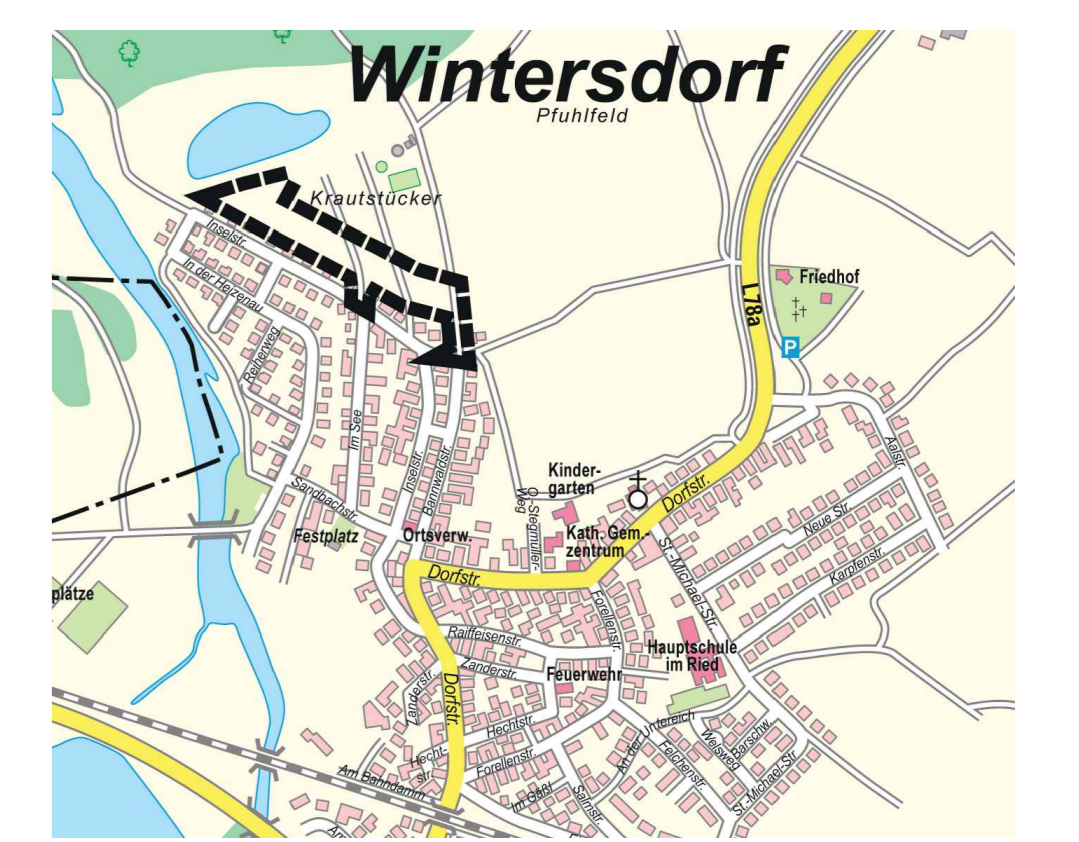 Wintersdorf
Pfuhlfeld
Krautstücker
Inselstr.
In der Heizenau
Reiherweg
Friedhof
L78a
P
Im See
Inselstr.
Bannwaldstr.
Sandbachstr.
Festplatz
Ortsverw.
Kinder-
garten
O.-Stegmüller-
Weg
Kath. Gem.-
zentrum
Dorfstr.
Dorfstr.
Aalstr.
Neue Str.
Karpfenstr.
St.-Michael-Str.
plätze
Raiffeisenstr.
Forellenstr.
Hauptschule
im Ried
Zanderstr.
Zanderstr.
Feuerwehr
Dorfstr.
Hechtstr.
Hecht-
str.
Forellenstr.
An der Untereich
Felchenstr.
Welsweg
Barschw.
St.-Michael-Str.
Am Bahndamm
Im Gäßl
Salmstr.
Am